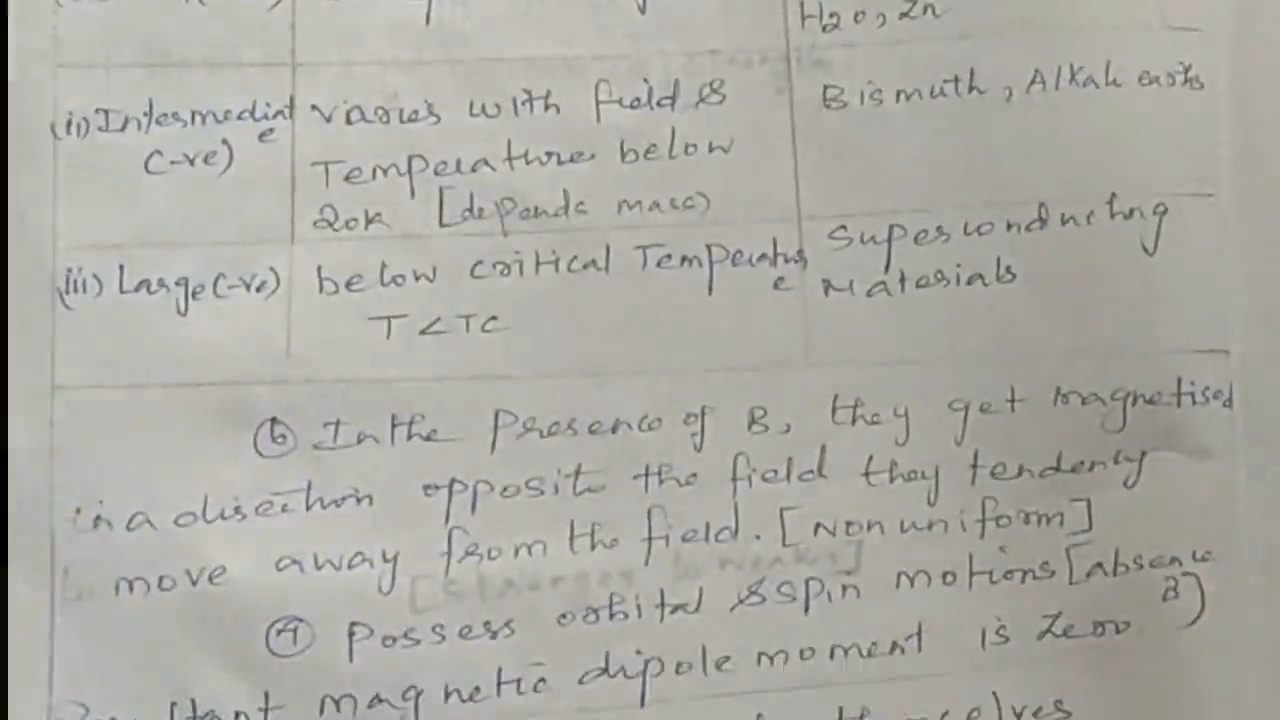 H2O, Zn
(ii) Intermediate (-ve)
varies with field &
Temperature below
20K [depends mass)
Bismuth, Alkali earths
(iii) Large (-ve)
below critical Temperature
T < TC
Superconducting
Materials
⑥ In the presence of B, they get magnetised
in a direction opposite the field they tendency
move away from the field. [Non uniform]
⑦ Possess orbital & spin motions [absence
B)
magnetic dipole moment is zero